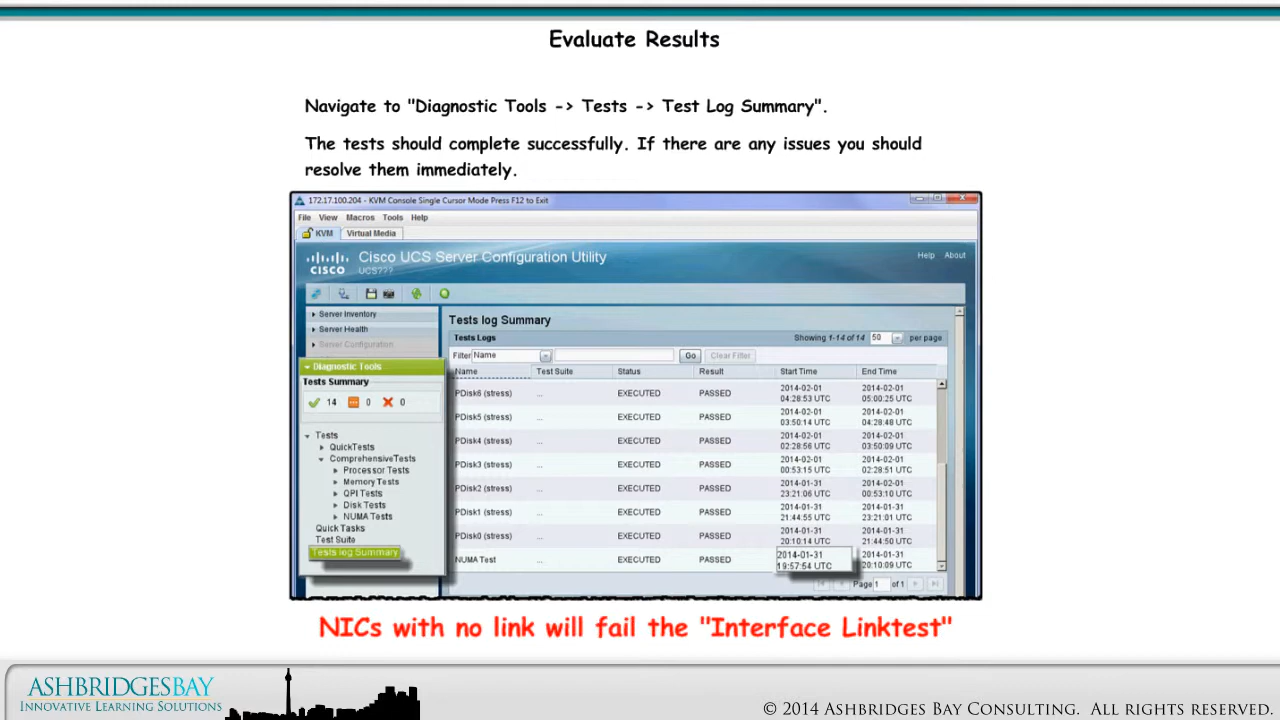 Evaluate Results
Navigate to "Diagnostic Tools -> Tests -> Test Log Summary".
The tests should complete successfully. If there are any issues you should
resolve them immediately.
172.17.100.204 - KVM Console Single Cursor Mode Press F12 to Exit
File View Macros Tools Help
KVM Virtual Media
CISCO
Cisco UCS Server Configuration Utility
UCS???
Help About
Server Inventory
Server Health
Server Configuration
Diagnostic Tools
Tests Summary
14 0 0
Tests
QuickTests
ComprehensiveTests
Processor Tests
Memory Tests
QPI Tests
Disk Tests
NUMA Tests
Quick Tasks
Test Suite
Tests log Summary
Tests log Summary
Tests Logs Showing 1-14 of 14 50 per page
Filter Name Go Clear Filter
Name Test Suite Status Result Start Time End Time
PDisk6 (stress) ... EXECUTED PASSED 2014-02-01 04:28:53 UTC 2014-02-01 05:00:25 UTC
PDisk5 (stress) ... EXECUTED PASSED 2014-02-01 03:50:14 UTC 2014-02-01 04:28:48 UTC
PDisk4 (stress) ... EXECUTED PASSED 2014-02-01 02:28:56 UTC 2014-02-01 03:50:09 UTC
PDisk3 (stress) ... EXECUTED PASSED 2014-02-01 00:53:15 UTC 2014-02-01 02:28:51 UTC
PDisk2 (stress) ... EXECUTED PASSED 2014-01-31 23:21:06 UTC 2014-02-01 00:53:10 UTC
PDisk1 (stress) ... EXECUTED PASSED 2014-01-31 21:44:55 UTC 2014-01-31 23:21:01 UTC
PDisk0 (stress) ... EXECUTED PASSED 2014-01-31 20:10:14 UTC 2014-01-31 21:44:50 UTC
NUMA Test ... EXECUTED PASSED 2014-01-31 19:57:54 UTC 2014-01-31 20:10:09 UTC
Page 1 of 1
NICs with no link will fail the "Interface Linktest"
ASHBRIDGESBAY
INNOVATIVE LEARNING SOLUTIONS
© 2014 ASHBRIDGES BAY CONSULTING. ALL RIGHTS RESERVED.